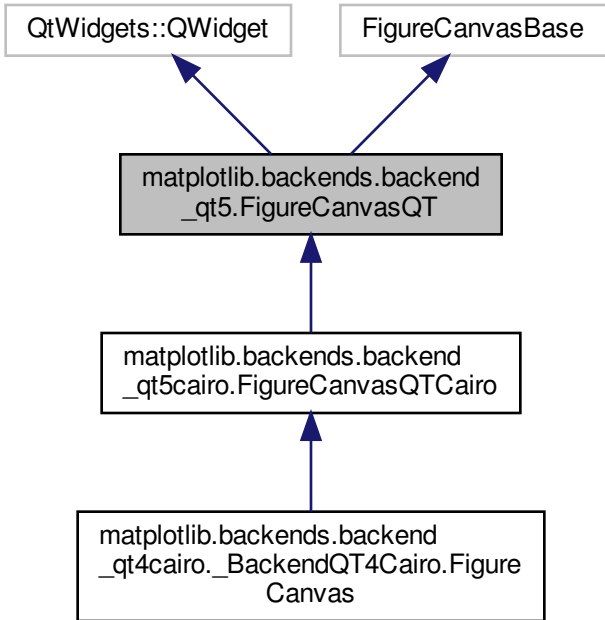 QtWidgets::QWidget
FigureCanvasBase
matplotlib.backends.backend
_qt5.FigureCanvasQT
matplotlib.backends.backend
_qt5cairo.FigureCanvasQTCairo
matplotlib.backends.backend
_qt4cairo._BackendQT4Cairo.Figure
Canvas